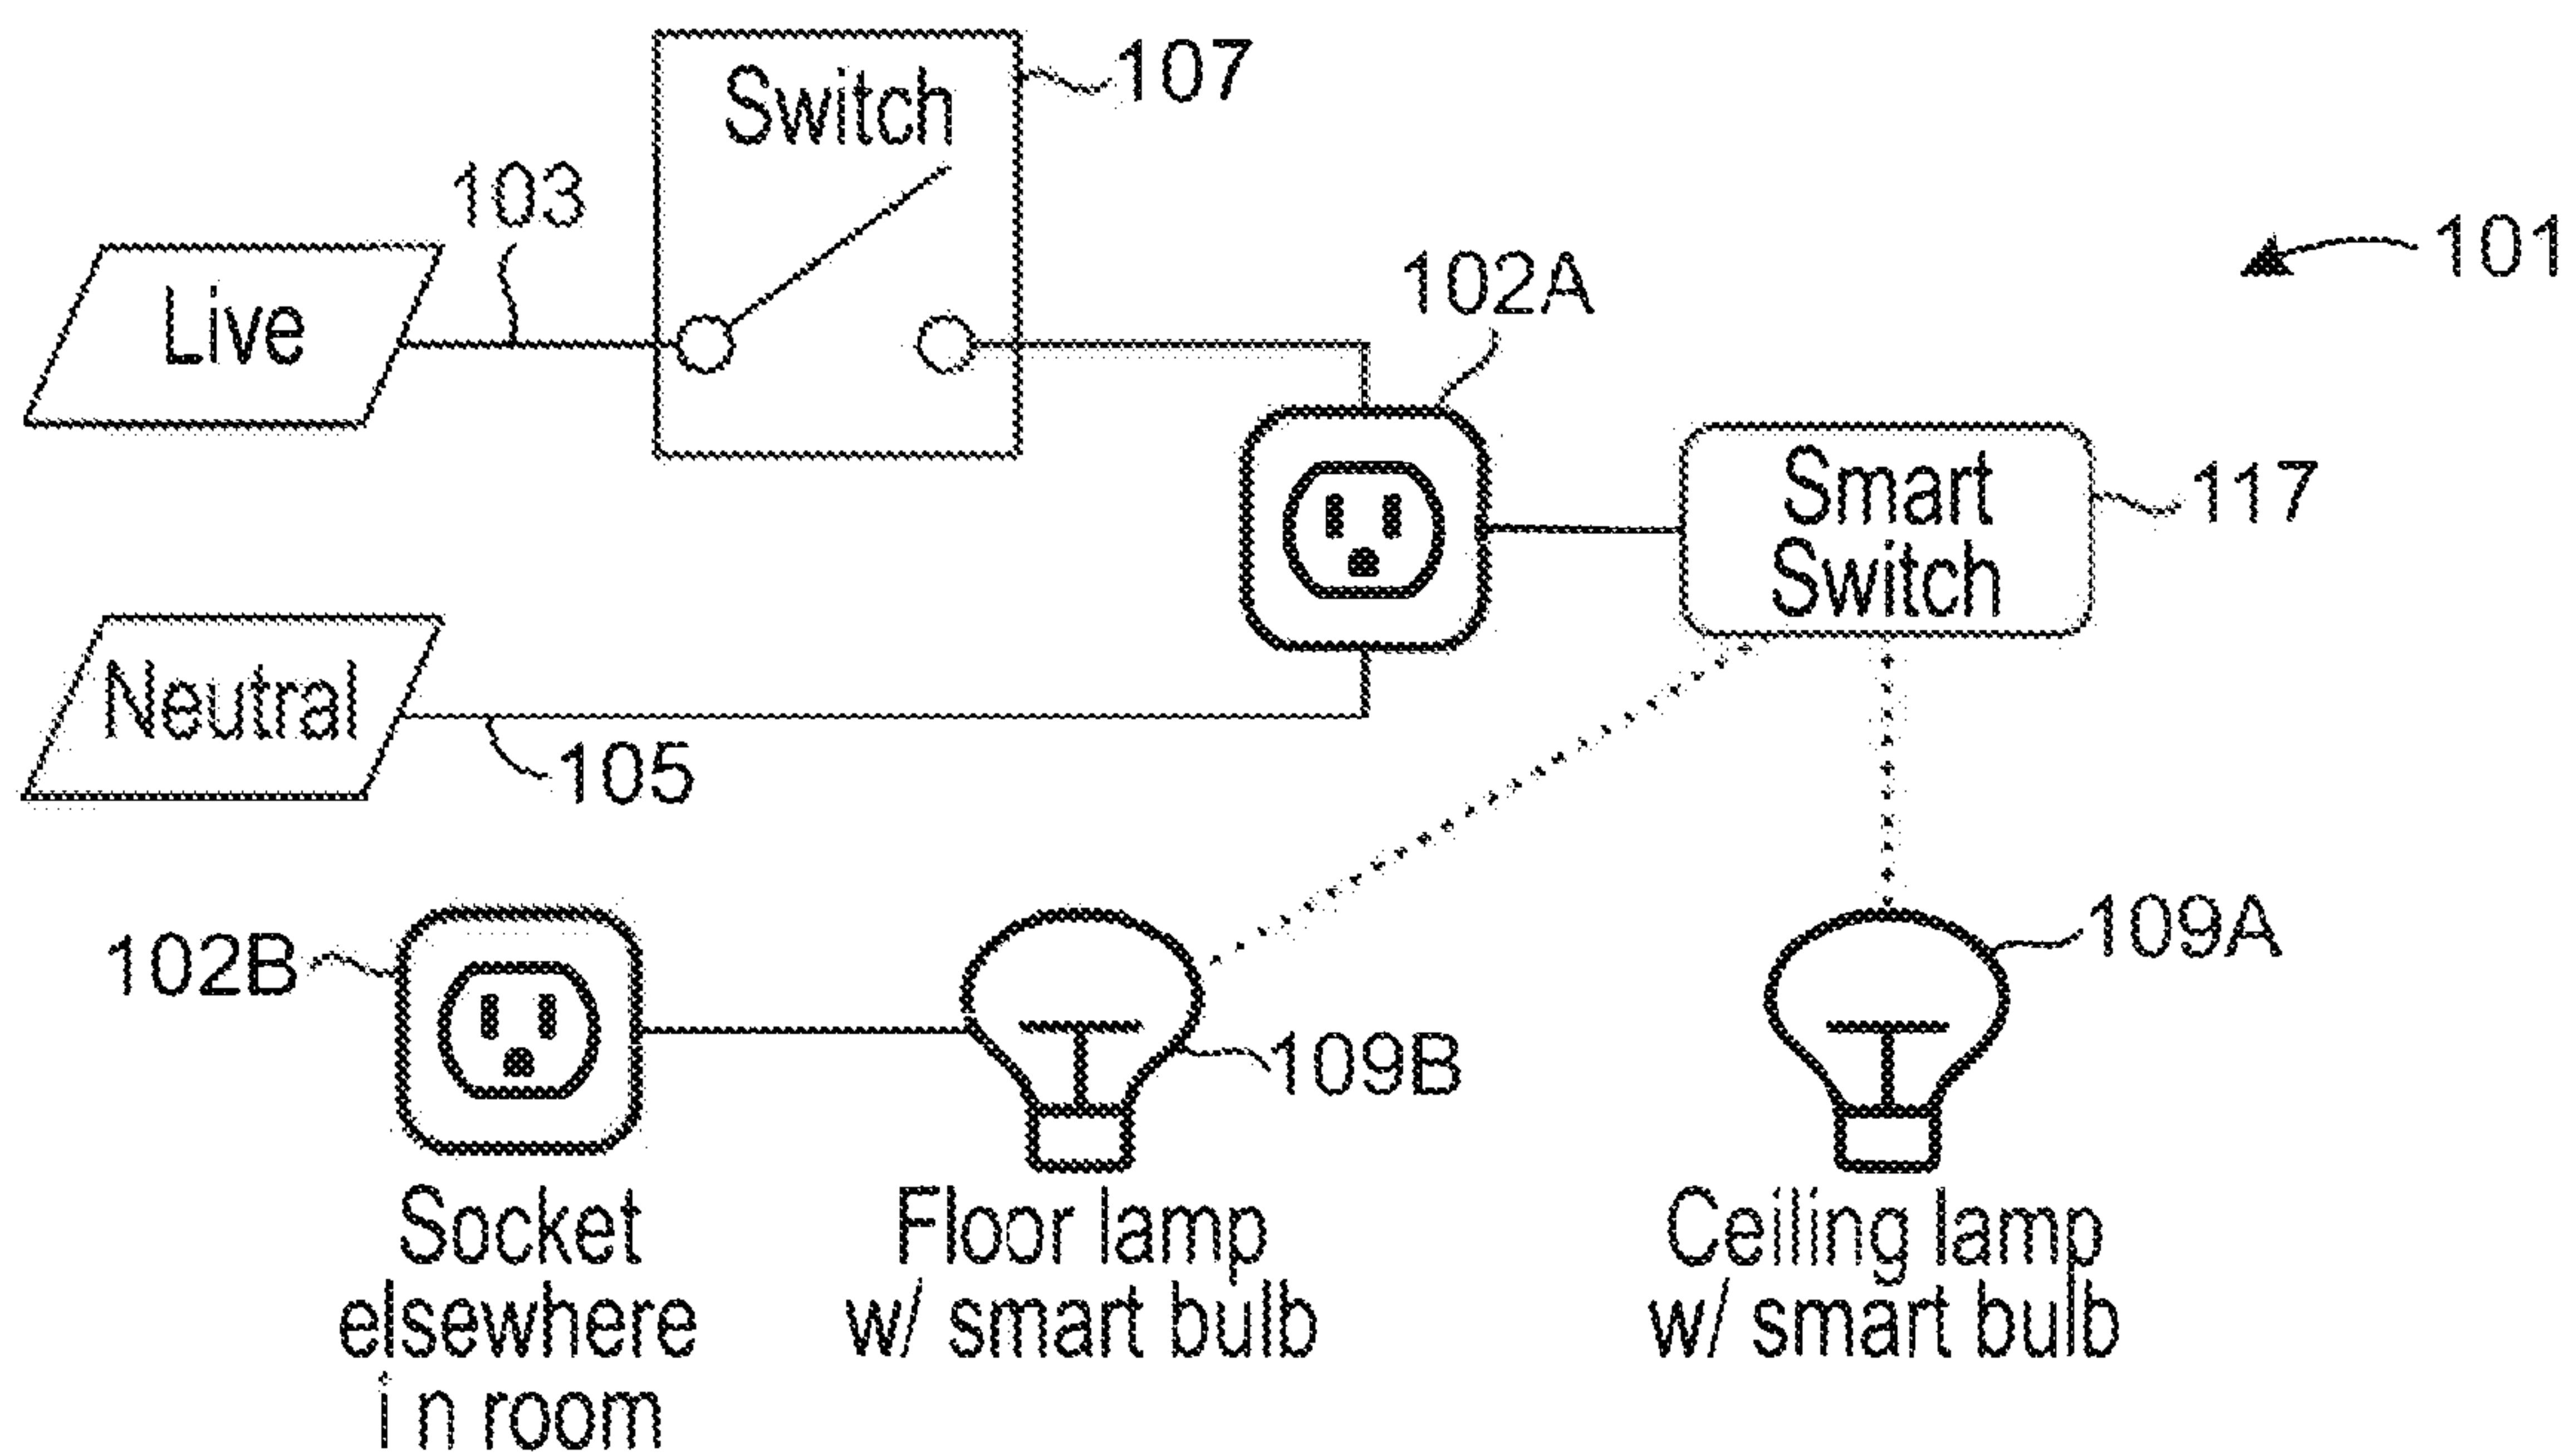 Switch
107
103
101
Live
102A
Smart
Switch
117
Neutral
105
102B
109A
109B
Socket
elsewhere
in room
Floor lamp
w/ smart bulb
Ceiling lamp
w/ smart bulb